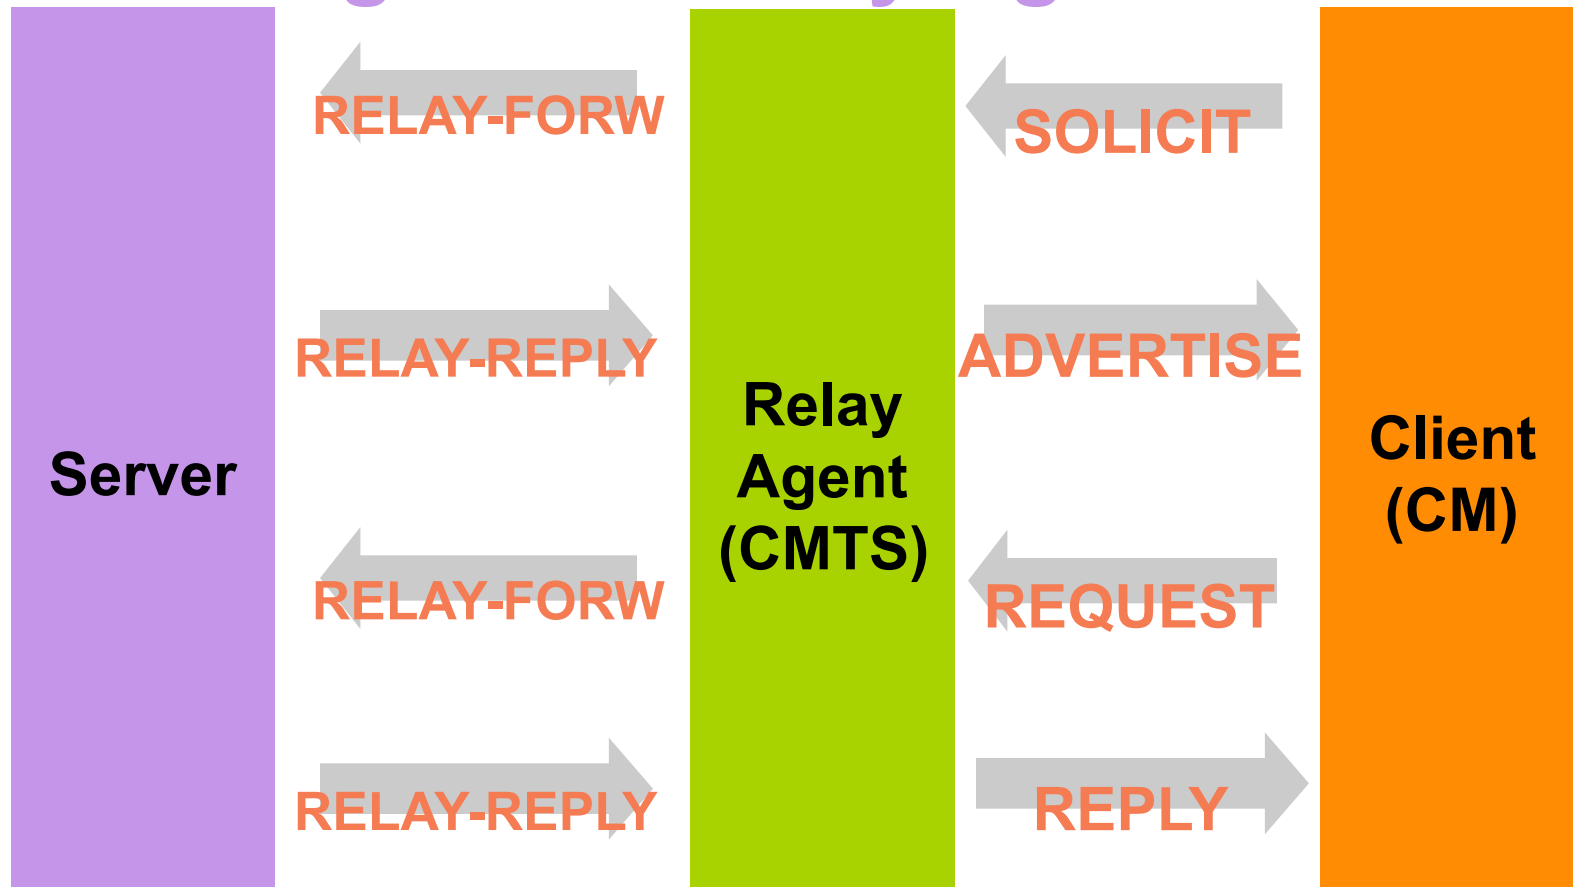 RELAY-FORW
SOLICIT
RELAY-REPLY
ADVERTISE
Server
Relay
Agent
(CMTS)
Client
(CM)
RELAY-FORW
REQUEST
RELAY-REPLY
REPLY